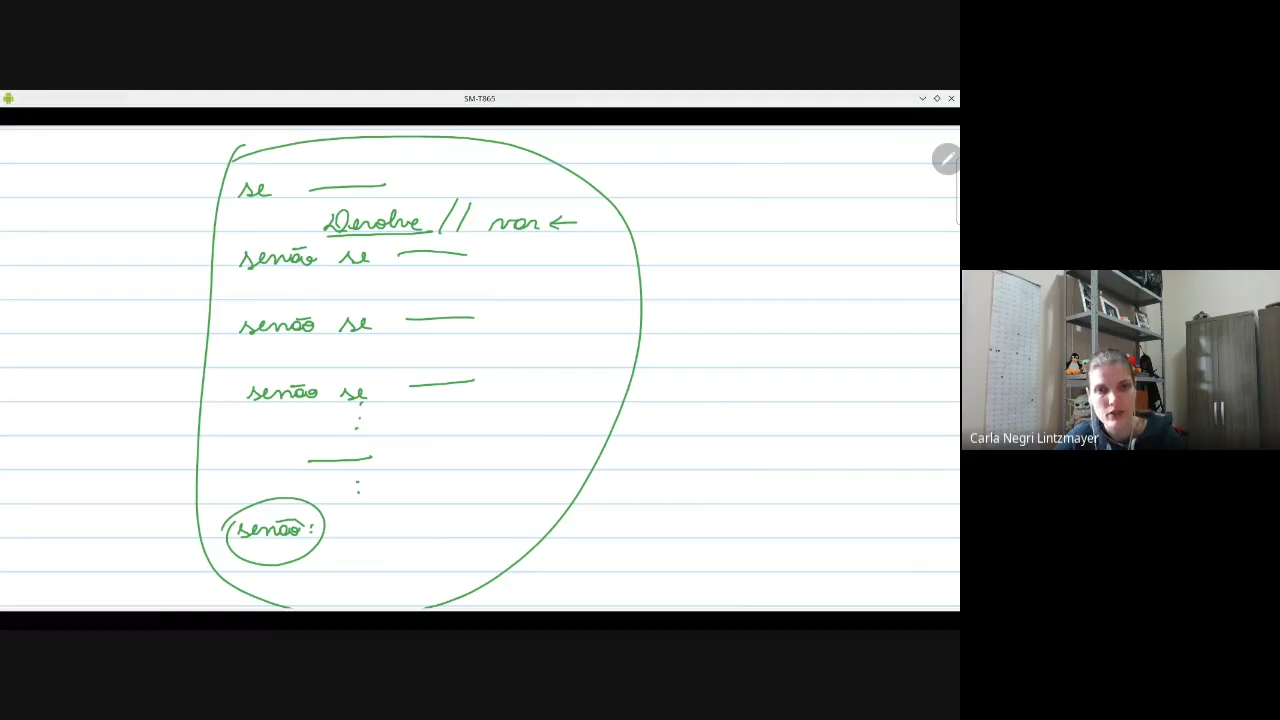 SM-T865
se
Devolve // var ←
senão se
senão se
senão se
⋮
⋮
senão:
Carla Negri Lintzmayer